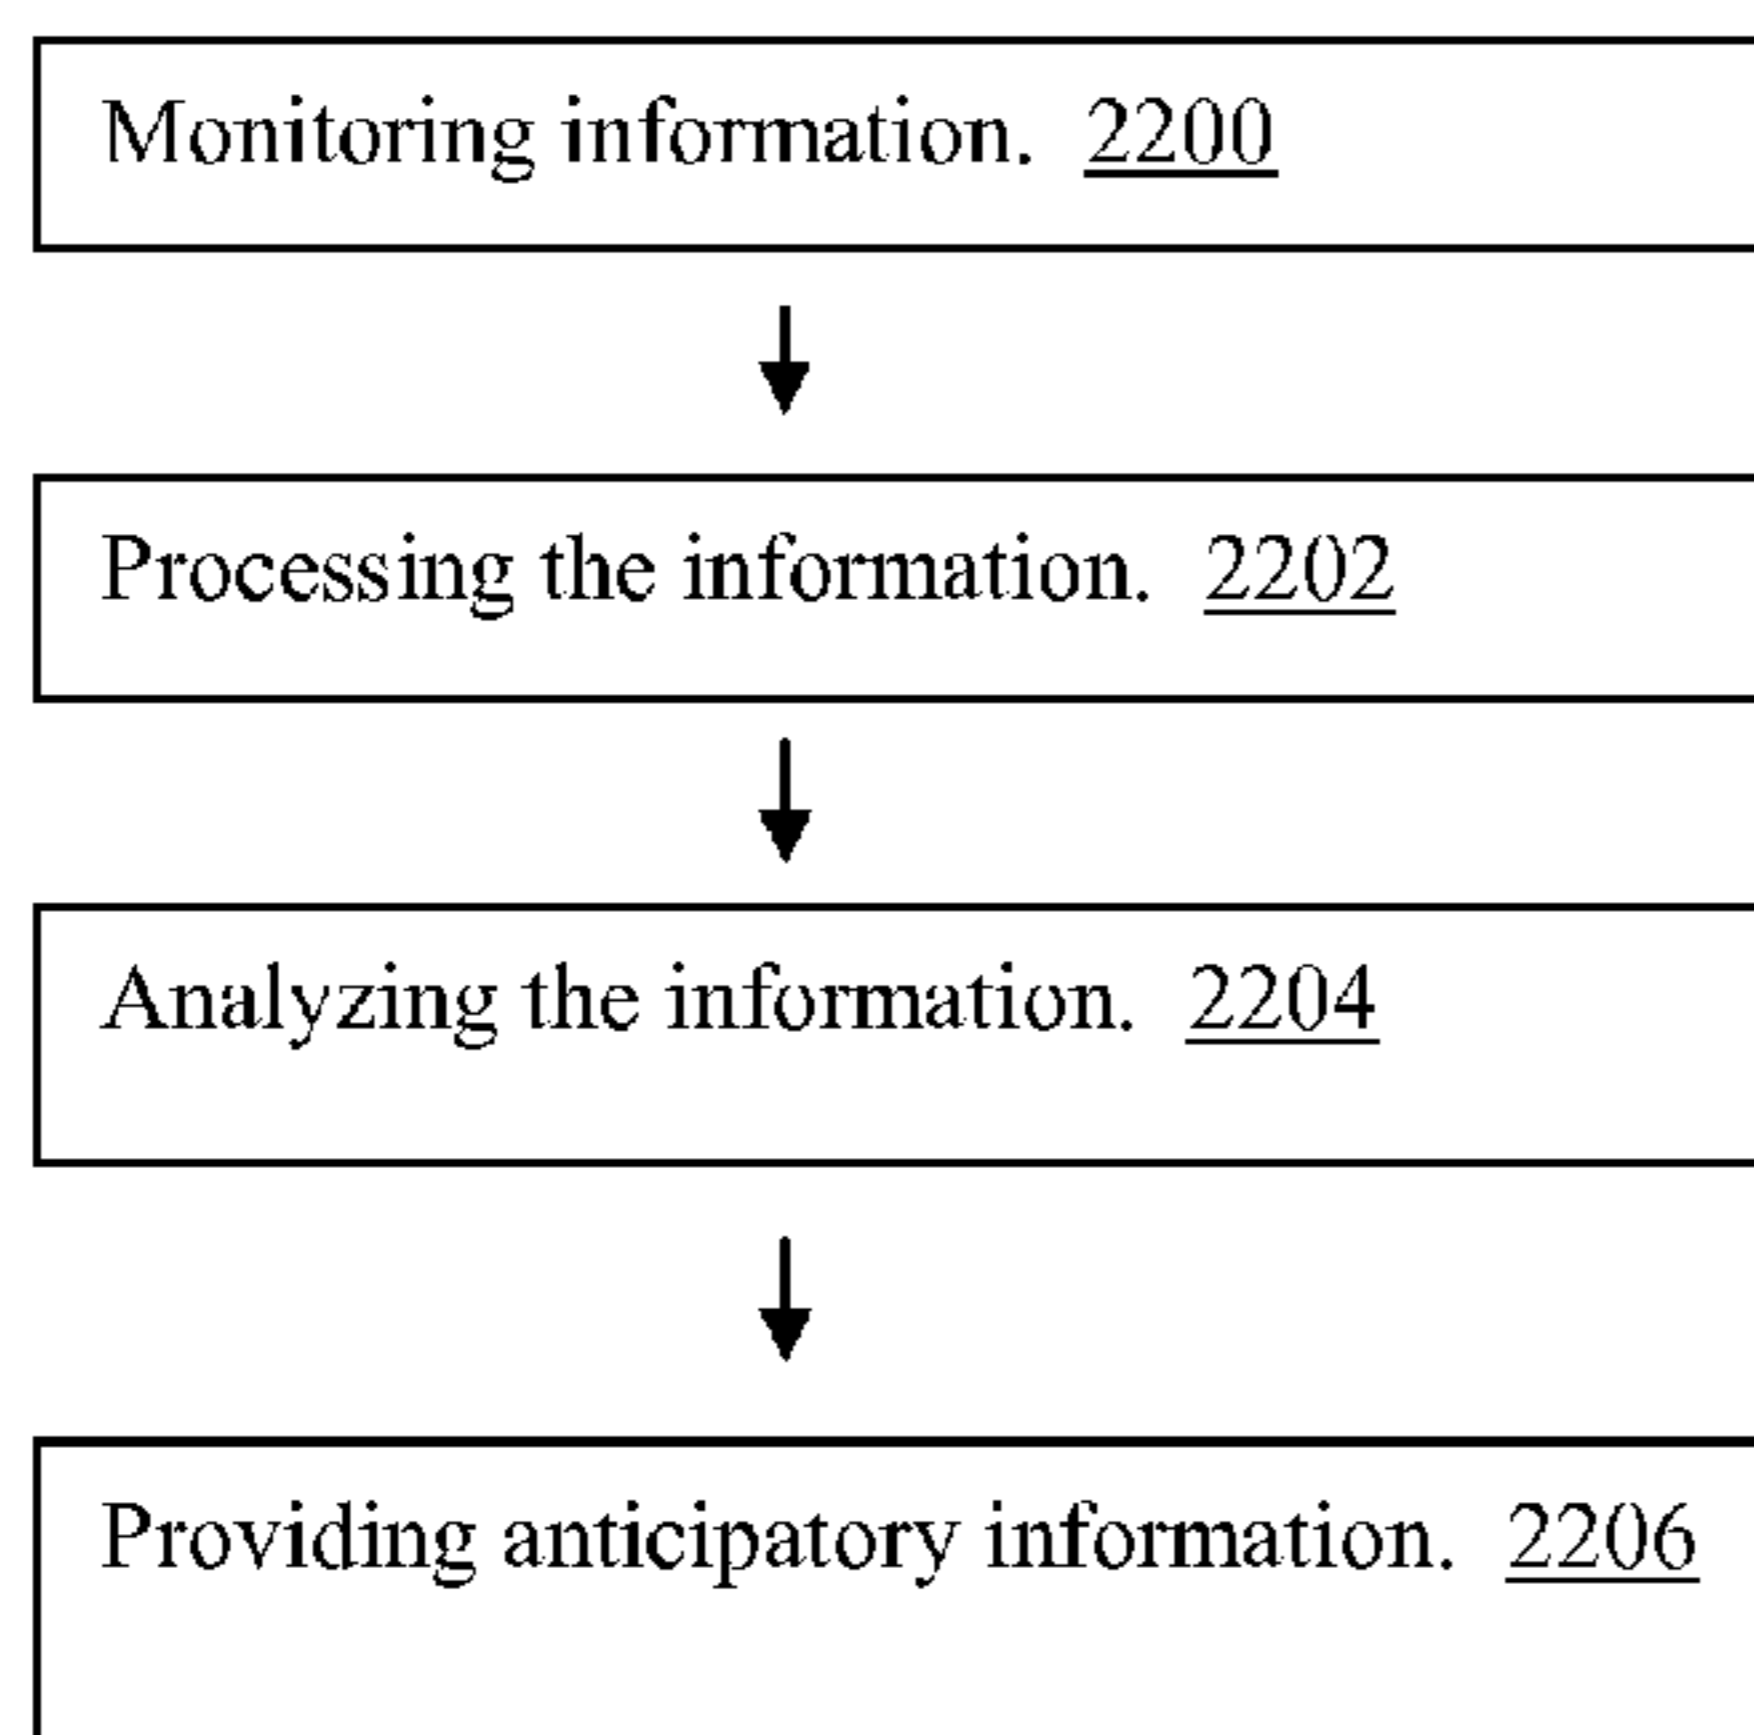 Monitoring information. 2200
Processing the information. 2202
Analyzing the information. 2204
Providing anticipatory information. 2206